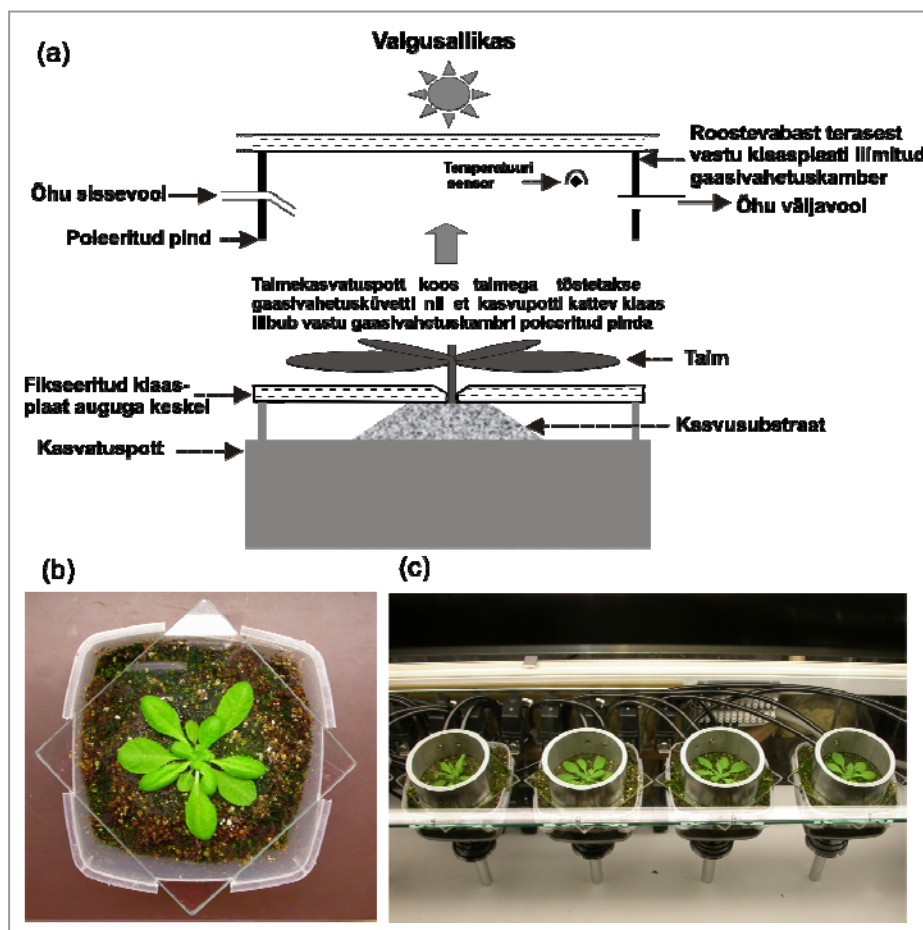 (a)
Valgusallikas
Temperatuuri
sensor
Roostevabast terasest
vastu klaasplaati liimitud
gaasivahetuskamber
Õhu sissevool
Õhu väljavool
Poleeritud pind
Taimekasvatuspott koos taimega tõstetakse
gaasivahetusküvetti nii et kasvupotti kattev klaas
liibub vastu gaasivahetuskambri poleeritud pinda
Taim
Fikseeritud klaas-
plaat auguga keskel
Kasvusubstraat
Kasvatuspott
(b)
(c)